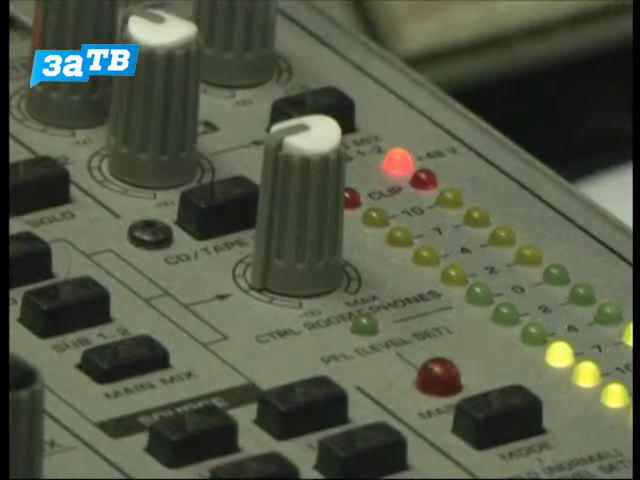 заТВ
+48 V
CLIP
10
7
4
2
0
2
4
7
10
SOLO
CD/TAPE
MAX
CTRL ROOM/PHONES
PFL (LEVEL SET)
SUB 1-2
MAIN MIX
MODE
(NORMAL)